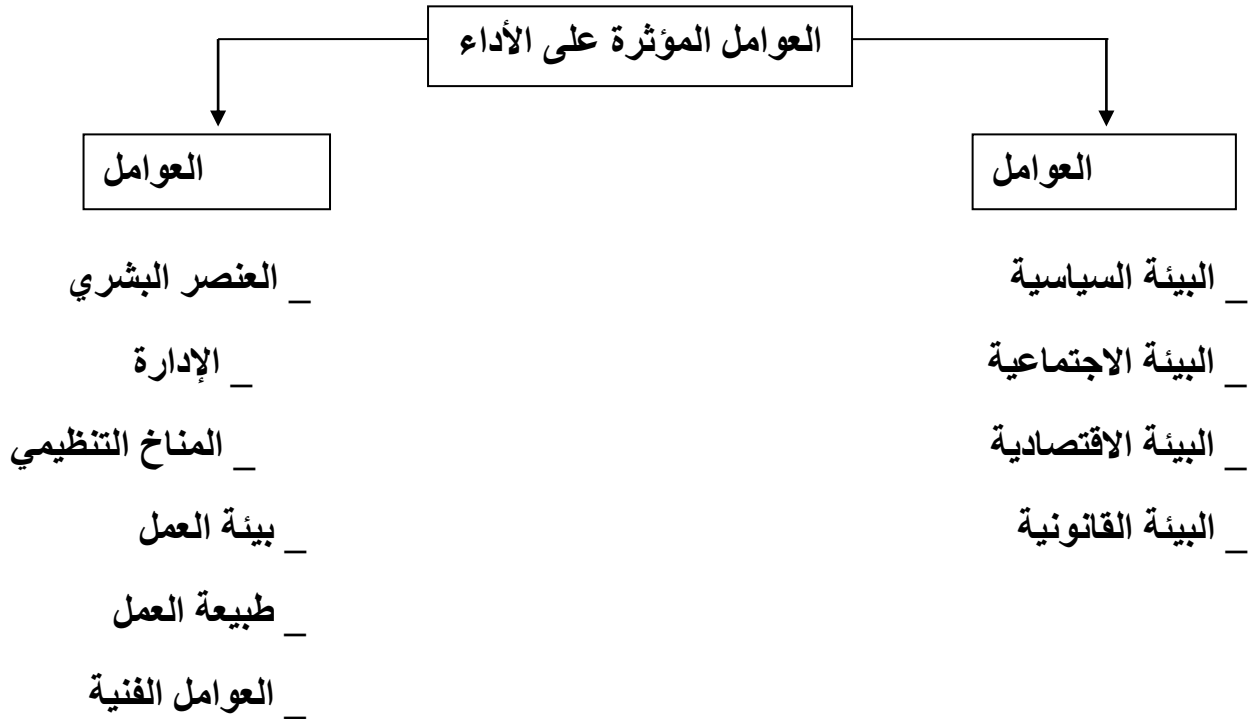 العوامل المؤثرة على الأداء
العوامل
_ البيئة السياسية
_ البيئة الاجتماعية
_ البيئة الاقتصادية
_ البيئة القانونية
العوامل
_ العنصر البشري
_ الإدارة
_ المناخ التنظيمي
_ بيئة العمل
_ طبيعة العمل
_ العوامل الفنية